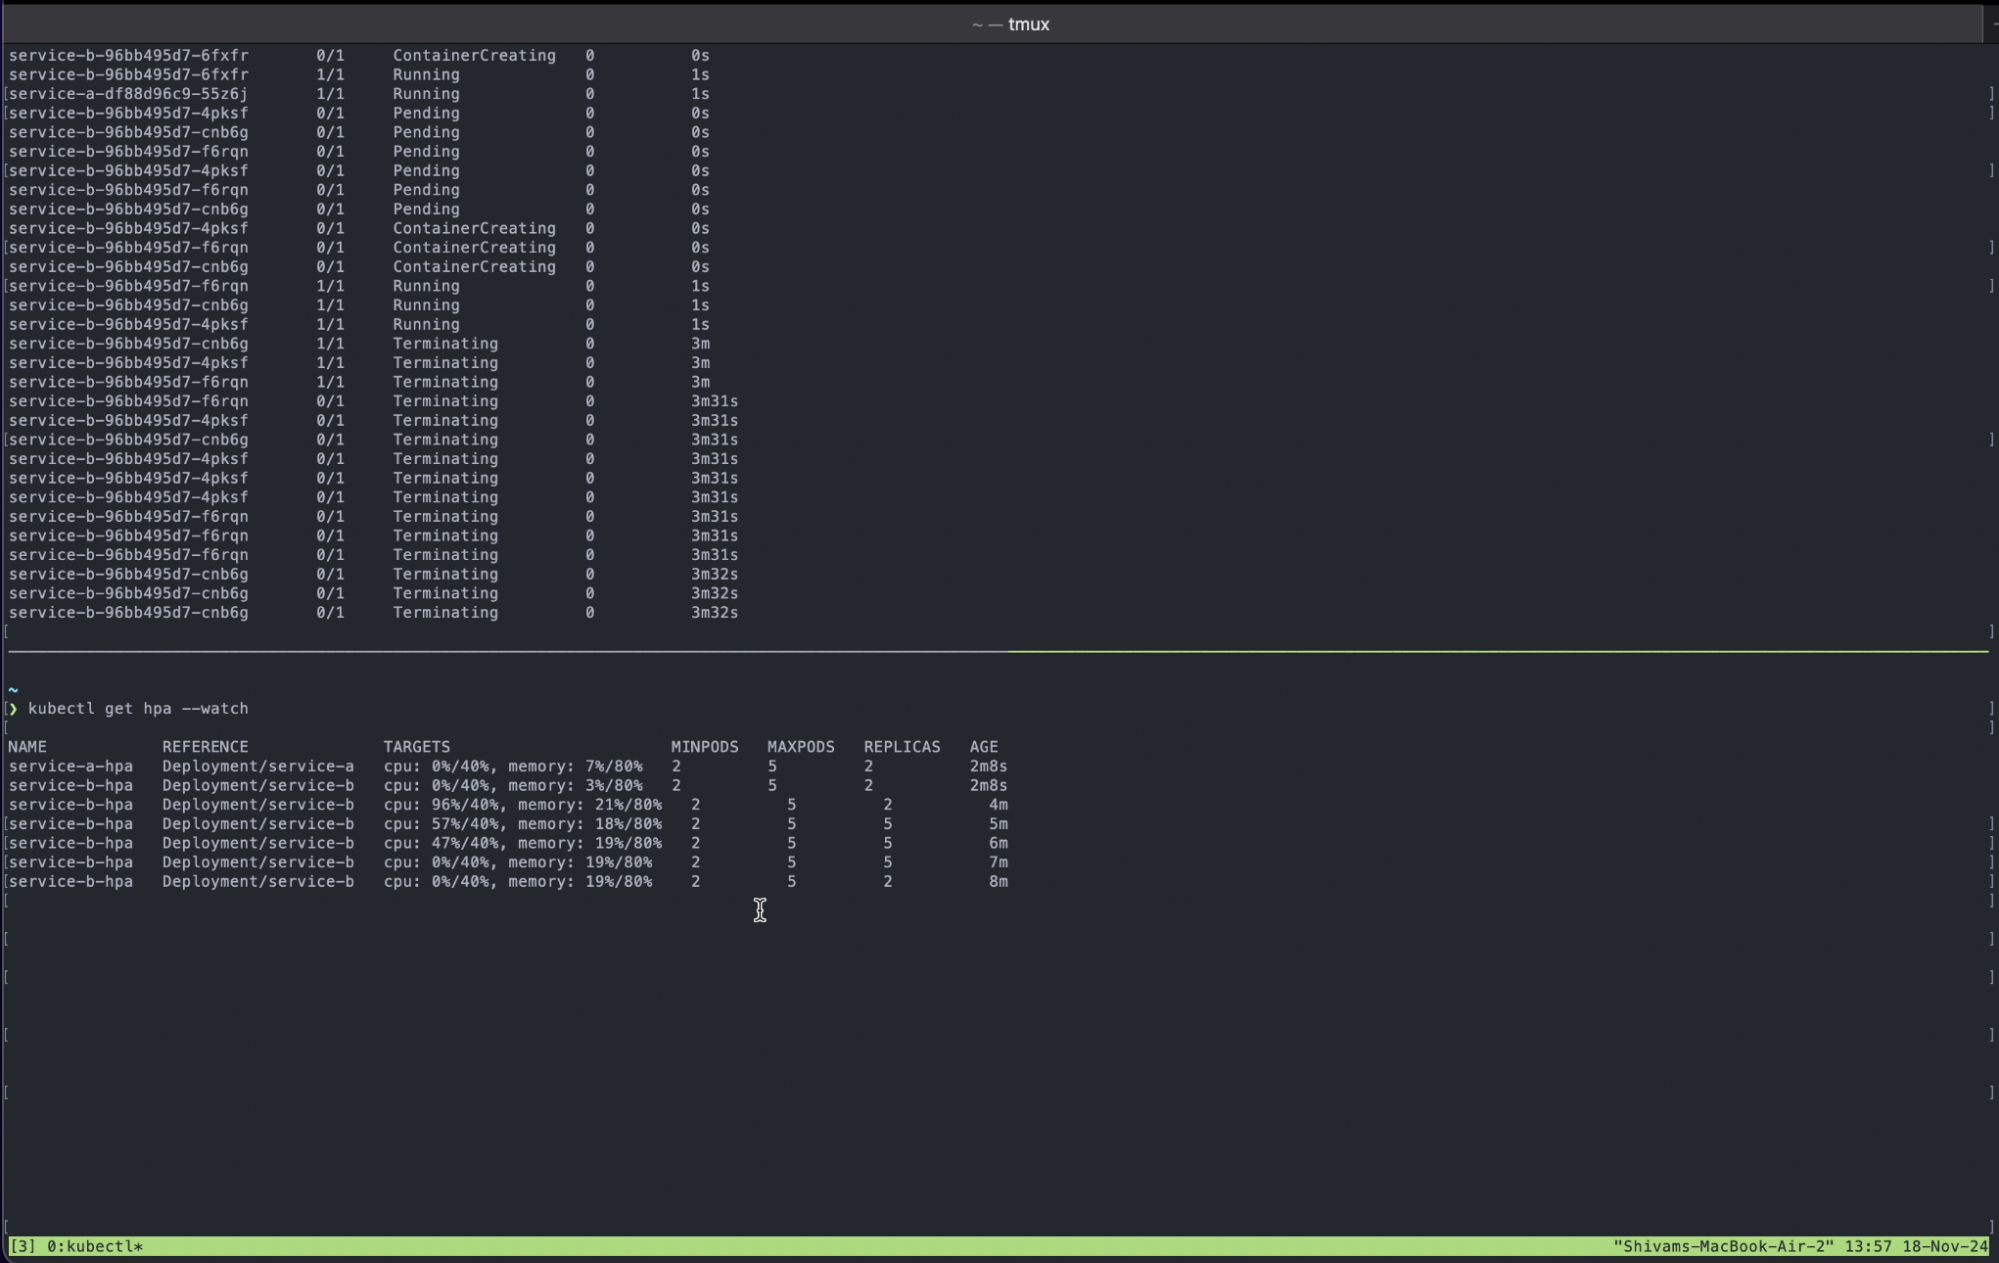 ~ — tmux
service-b-96bb495d7-6fxfr 0/1 ContainerCreating 0 0s
service-b-96bb495d7-6fxfr 1/1 Running 0 1s
service-a-df88d96c9-55z6j 1/1 Running 0 1s
service-b-96bb495d7-4pksf 0/1 Pending 0 0s
service-b-96bb495d7-cnb6g 0/1 Pending 0 0s
service-b-96bb495d7-f6rqn 0/1 Pending 0 0s
service-b-96bb495d7-4pksf 0/1 Pending 0 0s
service-b-96bb495d7-f6rqn 0/1 Pending 0 0s
service-b-96bb495d7-cnb6g 0/1 Pending 0 0s
service-b-96bb495d7-4pksf 0/1 ContainerCreating 0 0s
service-b-96bb495d7-f6rqn 0/1 ContainerCreating 0 0s
service-b-96bb495d7-cnb6g 0/1 ContainerCreating 0 0s
service-b-96bb495d7-f6rqn 1/1 Running 0 1s
service-b-96bb495d7-cnb6g 1/1 Running 0 1s
service-b-96bb495d7-4pksf 1/1 Running 0 1s
service-b-96bb495d7-cnb6g 1/1 Terminating 0 3m
service-b-96bb495d7-4pksf 1/1 Terminating 0 3m
service-b-96bb495d7-f6rqn 1/1 Terminating 0 3m
service-b-96bb495d7-f6rqn 0/1 Terminating 0 3m31s
service-b-96bb495d7-4pksf 0/1 Terminating 0 3m31s
service-b-96bb495d7-cnb6g 0/1 Terminating 0 3m31s
service-b-96bb495d7-4pksf 0/1 Terminating 0 3m31s
service-b-96bb495d7-4pksf 0/1 Terminating 0 3m31s
service-b-96bb495d7-4pksf 0/1 Terminating 0 3m31s
service-b-96bb495d7-f6rqn 0/1 Terminating 0 3m31s
service-b-96bb495d7-f6rqn 0/1 Terminating 0 3m31s
service-b-96bb495d7-f6rqn 0/1 Terminating 0 3m31s
service-b-96bb495d7-cnb6g 0/1 Terminating 0 3m32s
service-b-96bb495d7-cnb6g 0/1 Terminating 0 3m32s
service-b-96bb495d7-cnb6g 0/1 Terminating 0 3m32s
~
❯ kubectl get hpa --watch
NAME REFERENCE TARGETS MINPODS MAXPODS REPLICAS AGE
service-a-hpa Deployment/service-a cpu: 0%/40%, memory: 7%/80% 2 5 2 2m8s
service-b-hpa Deployment/service-b cpu: 0%/40%, memory: 3%/80% 2 5 2 2m8s
service-b-hpa Deployment/service-b cpu: 96%/40%, memory: 21%/80% 2 5 2 4m
service-b-hpa Deployment/service-b cpu: 57%/40%, memory: 18%/80% 2 5 5 5m
service-b-hpa Deployment/service-b cpu: 47%/40%, memory: 19%/80% 2 5 5 6m
service-b-hpa Deployment/service-b cpu: 0%/40%, memory: 19%/80% 2 5 5 7m
service-b-hpa Deployment/service-b cpu: 0%/40%, memory: 19%/80% 2 5 2 8m
[3] 0:kubectl* "Shivams-MacBook-Air-2" 13:57 18-Nov-24